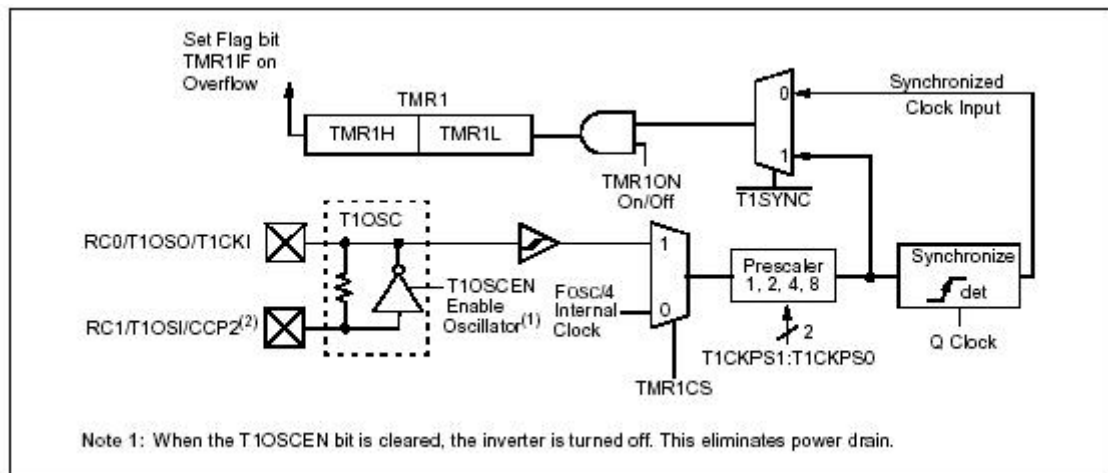 Set Flag bit
TMR1IF on
Overflow
TMR1
TMR1H
TMR1L
TMR1ON
On/Off
0
1
T1SYNC
Synchronized
Clock Input
RC0/T1OSO/T1CKI
T1OSC
RC1/T1OSI/CCP2(2)
T1OSCEN
Enable
Oscillator(1)
FOSC/4
Internal
Clock
1
0
TMR1CS
Prescaler
1, 2, 4, 8
2
T1CKPS1:T1CKPS0
Synchronize
det
Q Clock
Note 1: When the T1OSCEN bit is cleared, the inverter is turned off. This eliminates power drain.